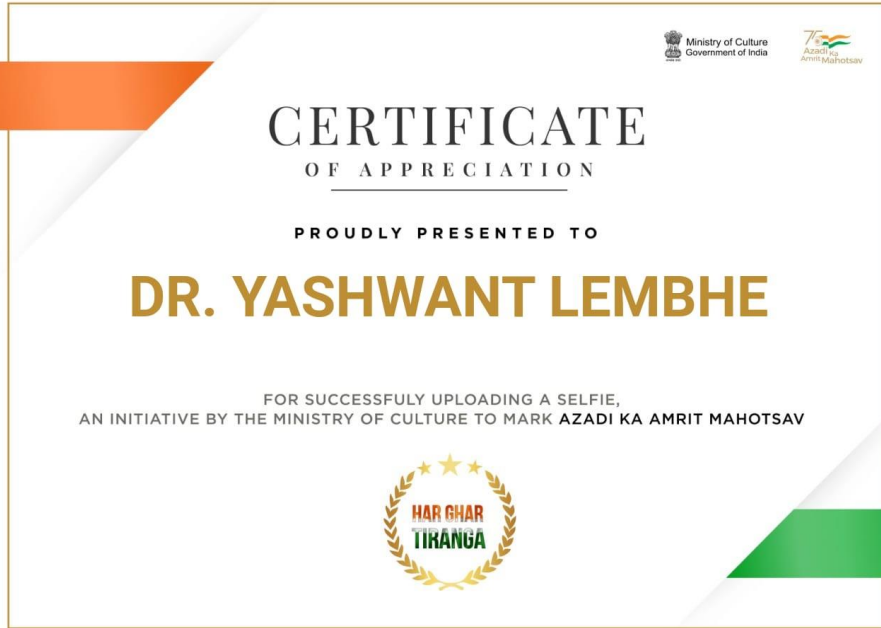 Ministry of Culture
Government of India
75
Azadi Ka
Amrit Mahotsav
CERTIFICATE
OF APPRECIATION
PROUDLY PRESENTED TO
DR. YASHWANT LEMBHE
FOR SUCCESSFULY UPLOADING A SELFIE,
AN INITIATIVE BY THE MINISTRY OF CULTURE TO MARK AZADI KA AMRIT MAHOTSAV
HAR GHAR
TIRANGA